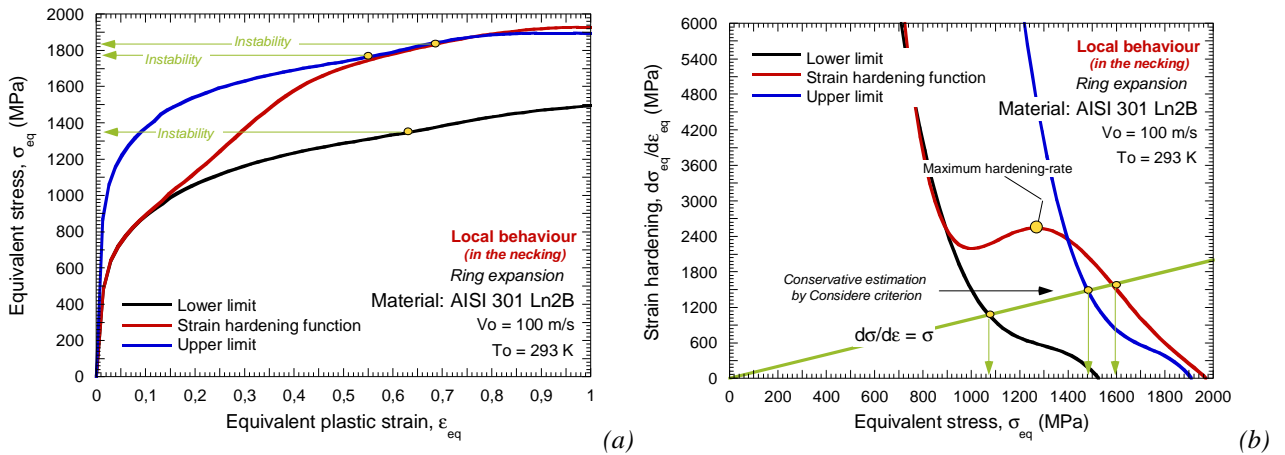 Equivalent stress, σeq (MPa)
2000
1800
1600
1400
1200
1000
800
600
400
200
0
Instability
Instability
Instability
Local behaviour
(in the necking)
Ring expansion
Material: AISI 301 Ln2B
Vo = 100 m/s
To = 293 K
Lower limit
Strain hardening function
Upper limit
0 0,1 0,2 0,3 0,4 0,5 0,6 0,7 0,8 0,9 1
Equivalent plastic strain, εeq
(a)
Strain hardening, dσeq/dεeq (MPa)
6000
5400
4800
4200
3600
3000
2400
1800
1200
600
0
Lower limit
Strain hardening function
Upper limit
Local behaviour
(in the necking)
Ring expansion
Material: AISI 301 Ln2B
Vo = 100 m/s
To = 293 K
Maximum hardening-rate
Conservative estimation
by Considere criterion
dσ/dε = σ
0 200 400 600 800 1000 1200 1400 1600 1800 2000
Equivalent stress, σeq (MPa)
(b)